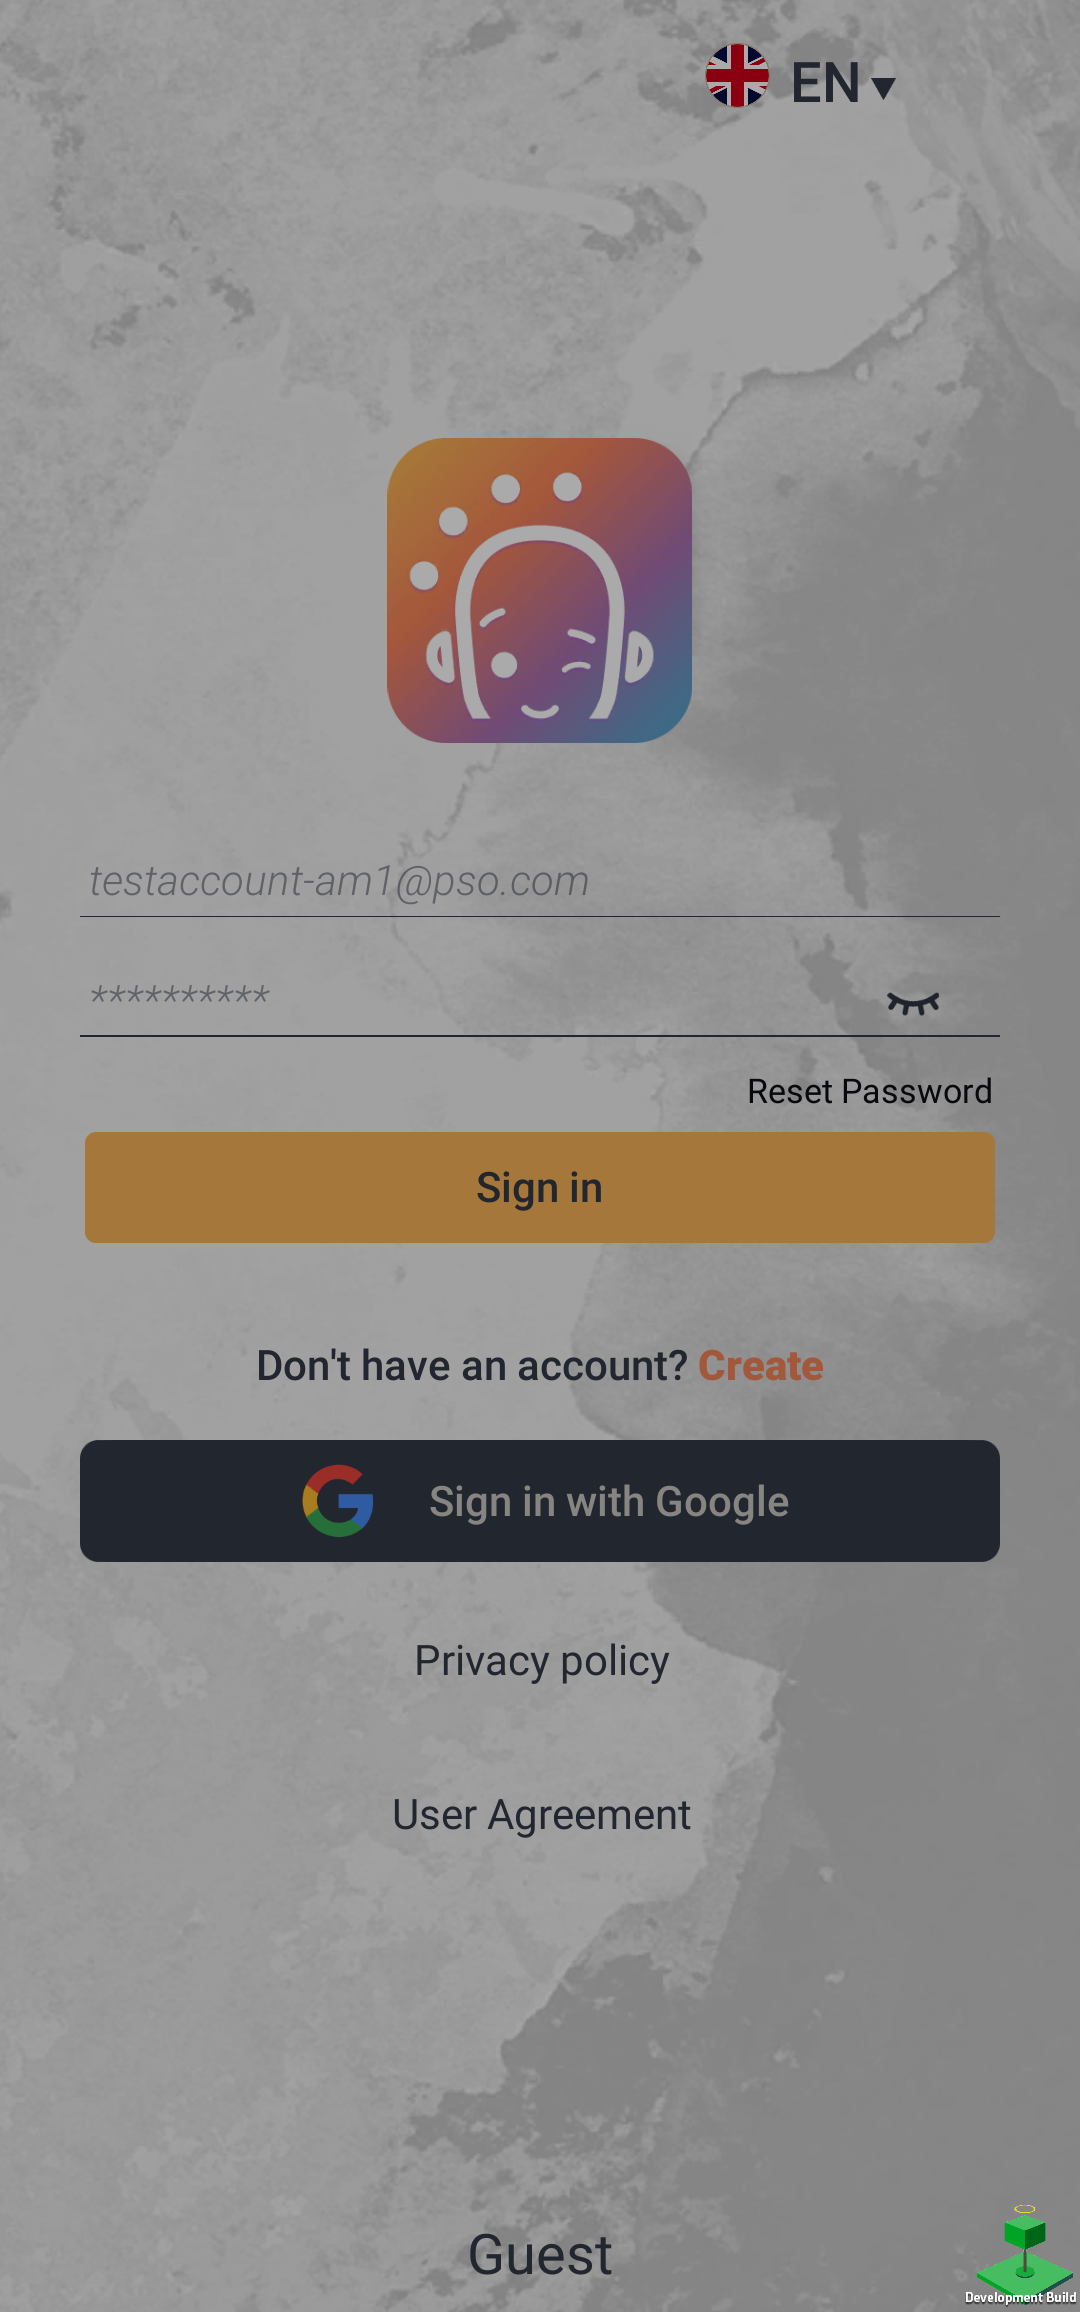 EN
testaccount-am1@pso.com
**********
Reset Password
Sign in
Don't have an account? Create
Sign in with Google
Privacy policy
User Agreement
Guest
Development Build